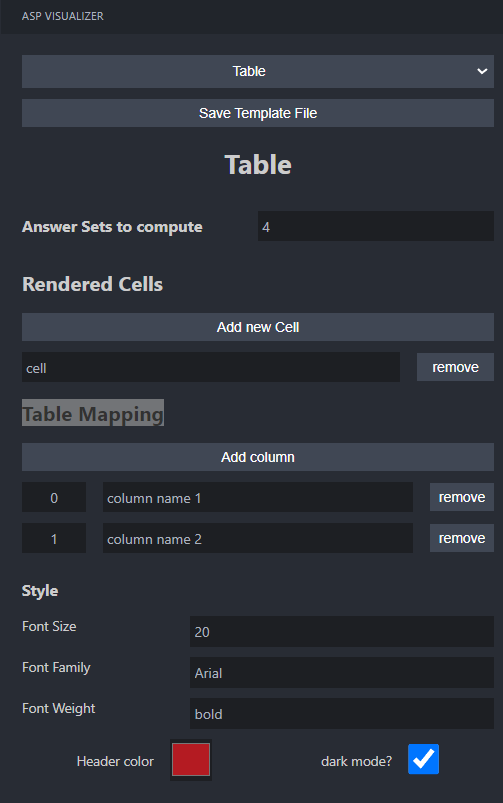 ASP VISUALIZER
Table
Save Template File
Table
Answer Sets to compute 4
Rendered Cells
Add new Cell
cell remove
Table Mapping
Add column
0 column name 1 remove
1 column name 2 remove
Style
Font Size 20
Font Family Arial
Font Weight bold
Header color dark mode?